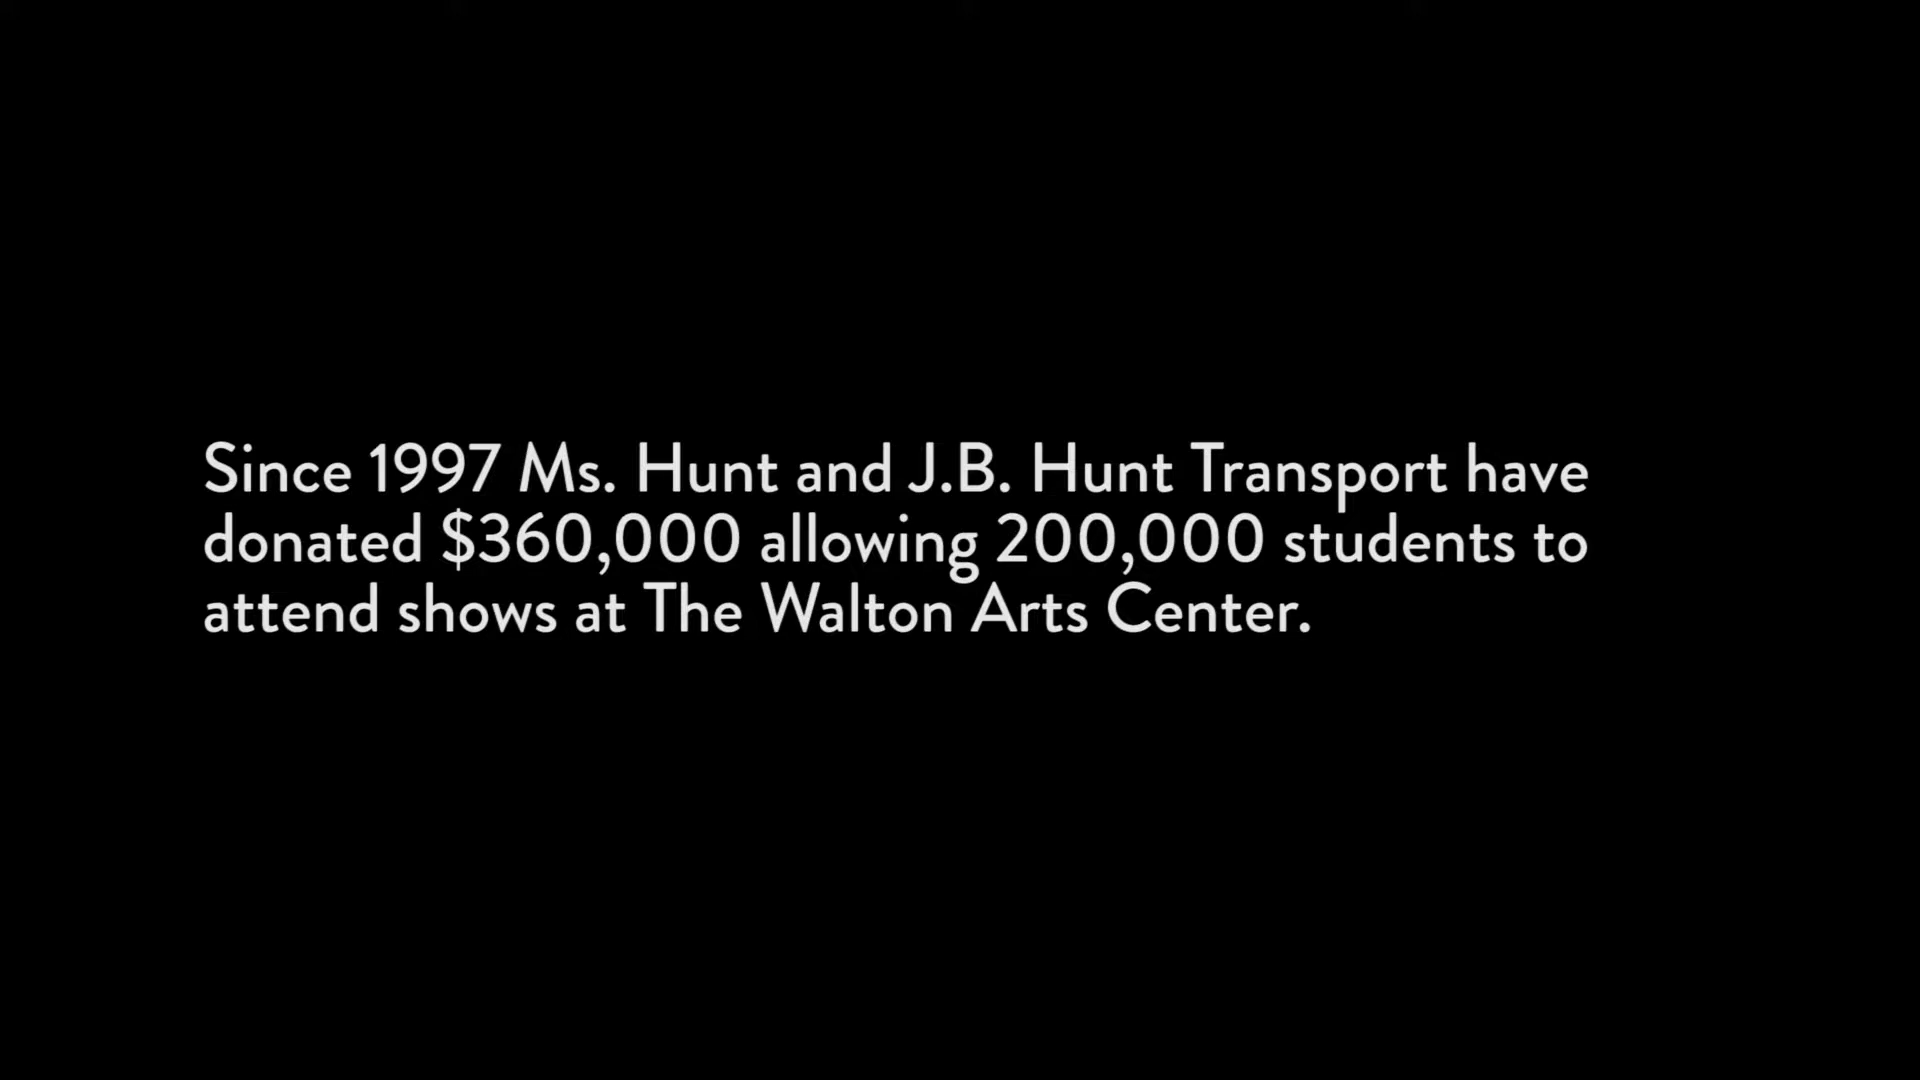 Since 1997 Ms. Hunt and J.B. Hunt Transport have
donated $360,000 allowing 200,000 students to
attend shows at The Walton Arts Center.